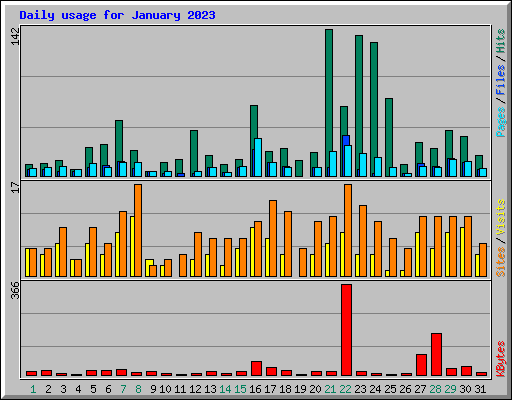 Daily usage for January 2023
142
Pages / Files / Hits
17
Sites / Visits
366
KBytes
1 2 3 4 5 6 7 8 9 10 11 12 13 14 15 16 17 18 19 20 21 22 23 24 25 26 27 28 29 30 31